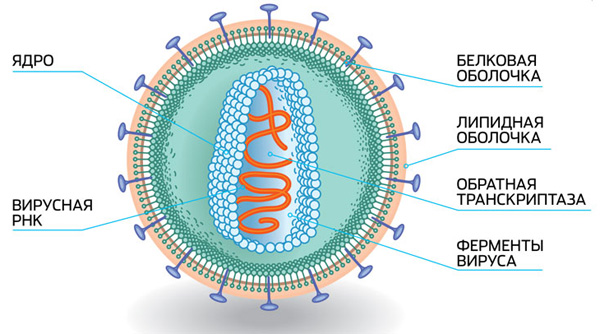 ЯДРО
ВИРУСНАЯ
РНК
БЕЛКОВАЯ
ОБОЛОЧКА
ЛИПИДНАЯ
ОБОЛОЧКА
ОБРАТНАЯ
ТРАНСКРИПТАЗА
ФЕРМЕНТЫ
ВИРУСА